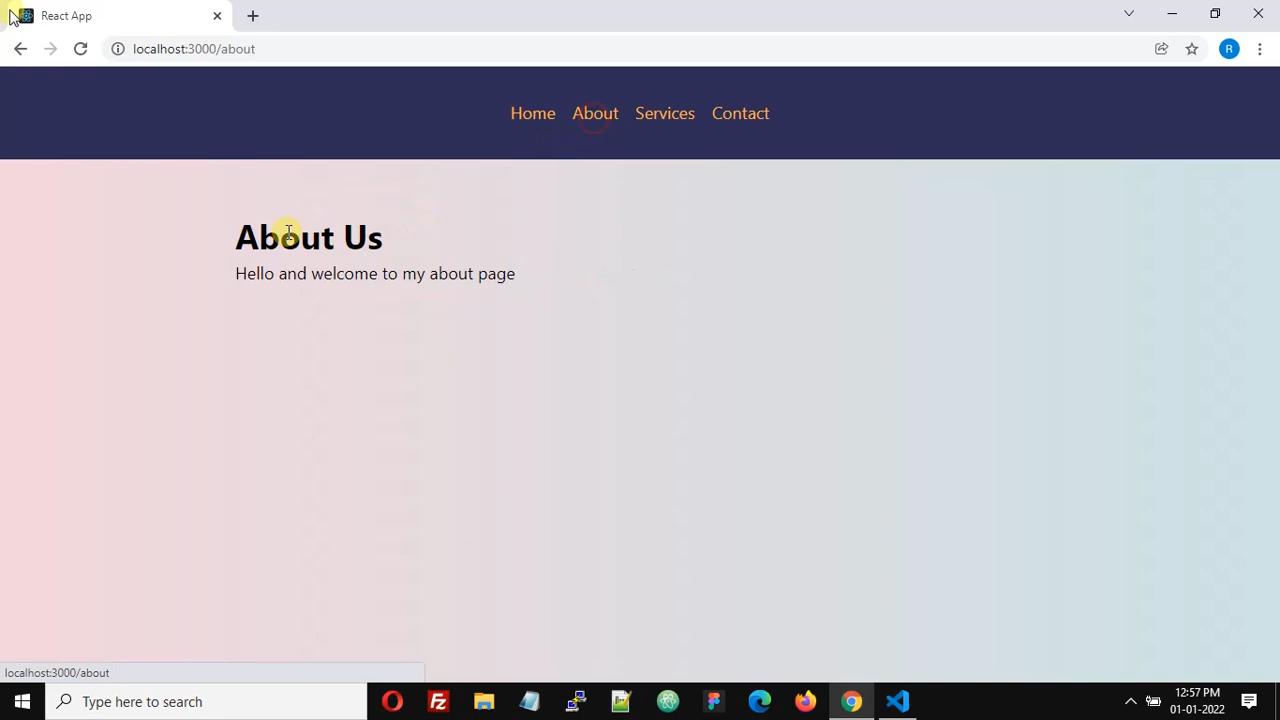 React App
localhost:3000/about
R
Home About Services Contact
About Us
Hello and welcome to my about page
localhost:3000/about
Type here to search
12:57 PM
01-01-2022